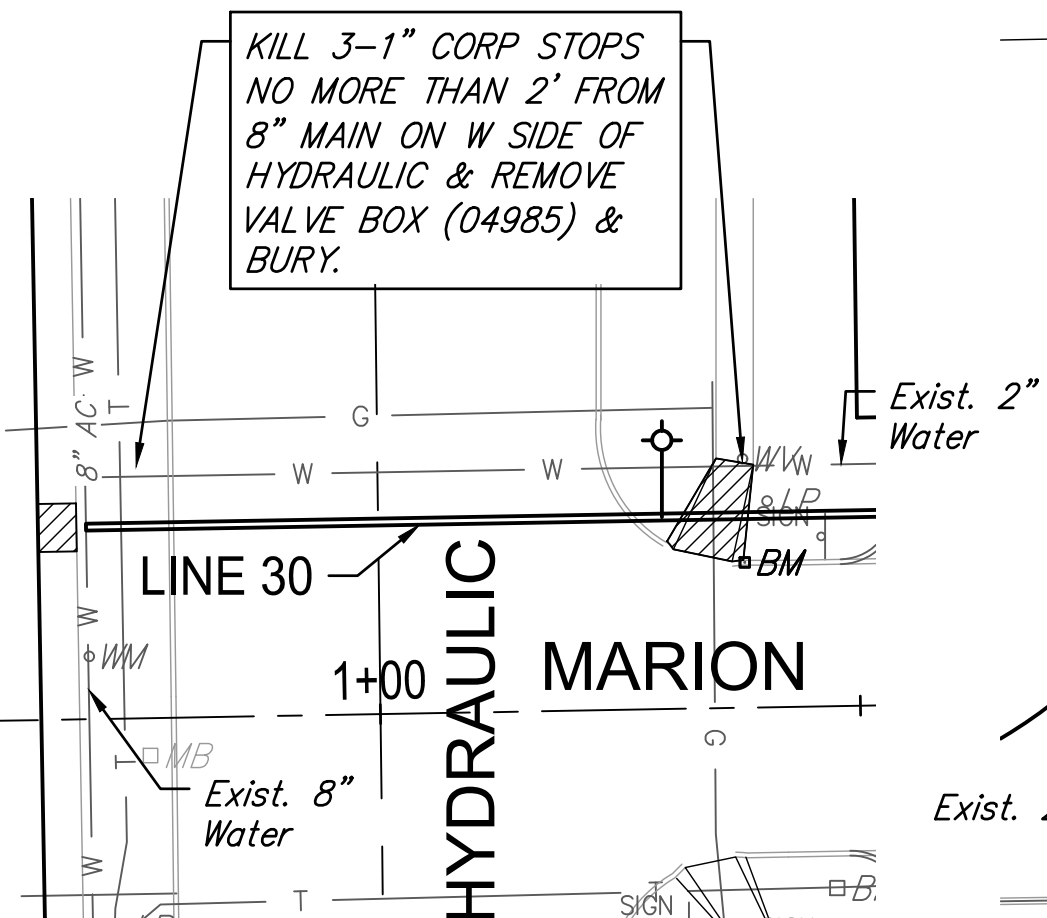 KILL 3-1" CORP STOPS
NO MORE THAN 2' FROM
8" MAIN ON W SIDE OF
HYDRAULIC & REMOVE
VALVE BOX (04985) &
BURY.
W
T
8" AC
G
Exist. 2"
Water
W
W
WV
W
LP
SIGN
BM
LINE 30
HYDRAULIC
MARION
W
WM
1+00
T
MB
G
Exist. 8"
Water
Exist.
W
T
T
SIGN